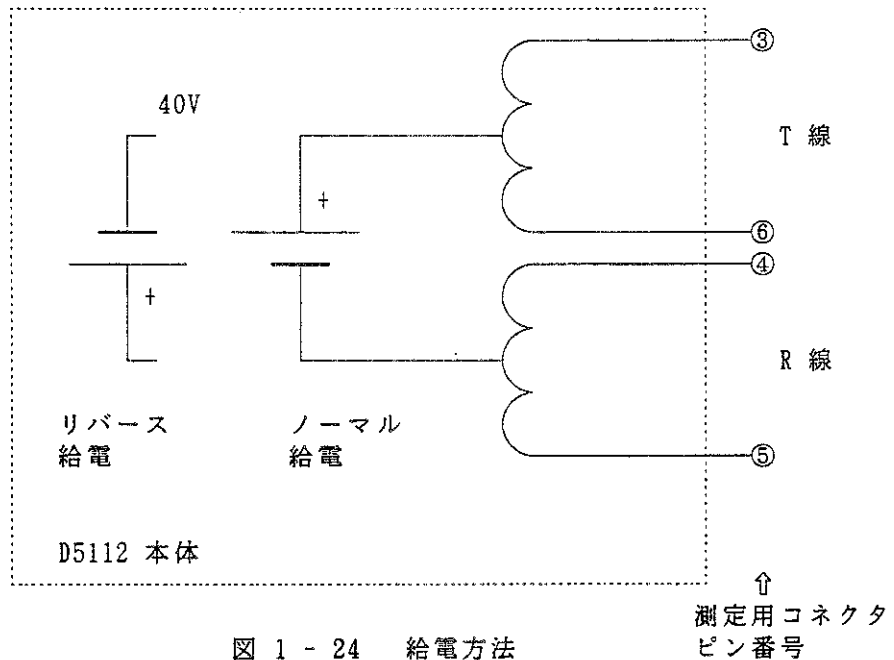 ③
40V
T 線
+
⑥
④
+
R 線
リバース
給電
ノーマル
給電
⑤
D5112 本体
⇧
測定用コネクタ
ピン番号
図 1 - 24 給電方法